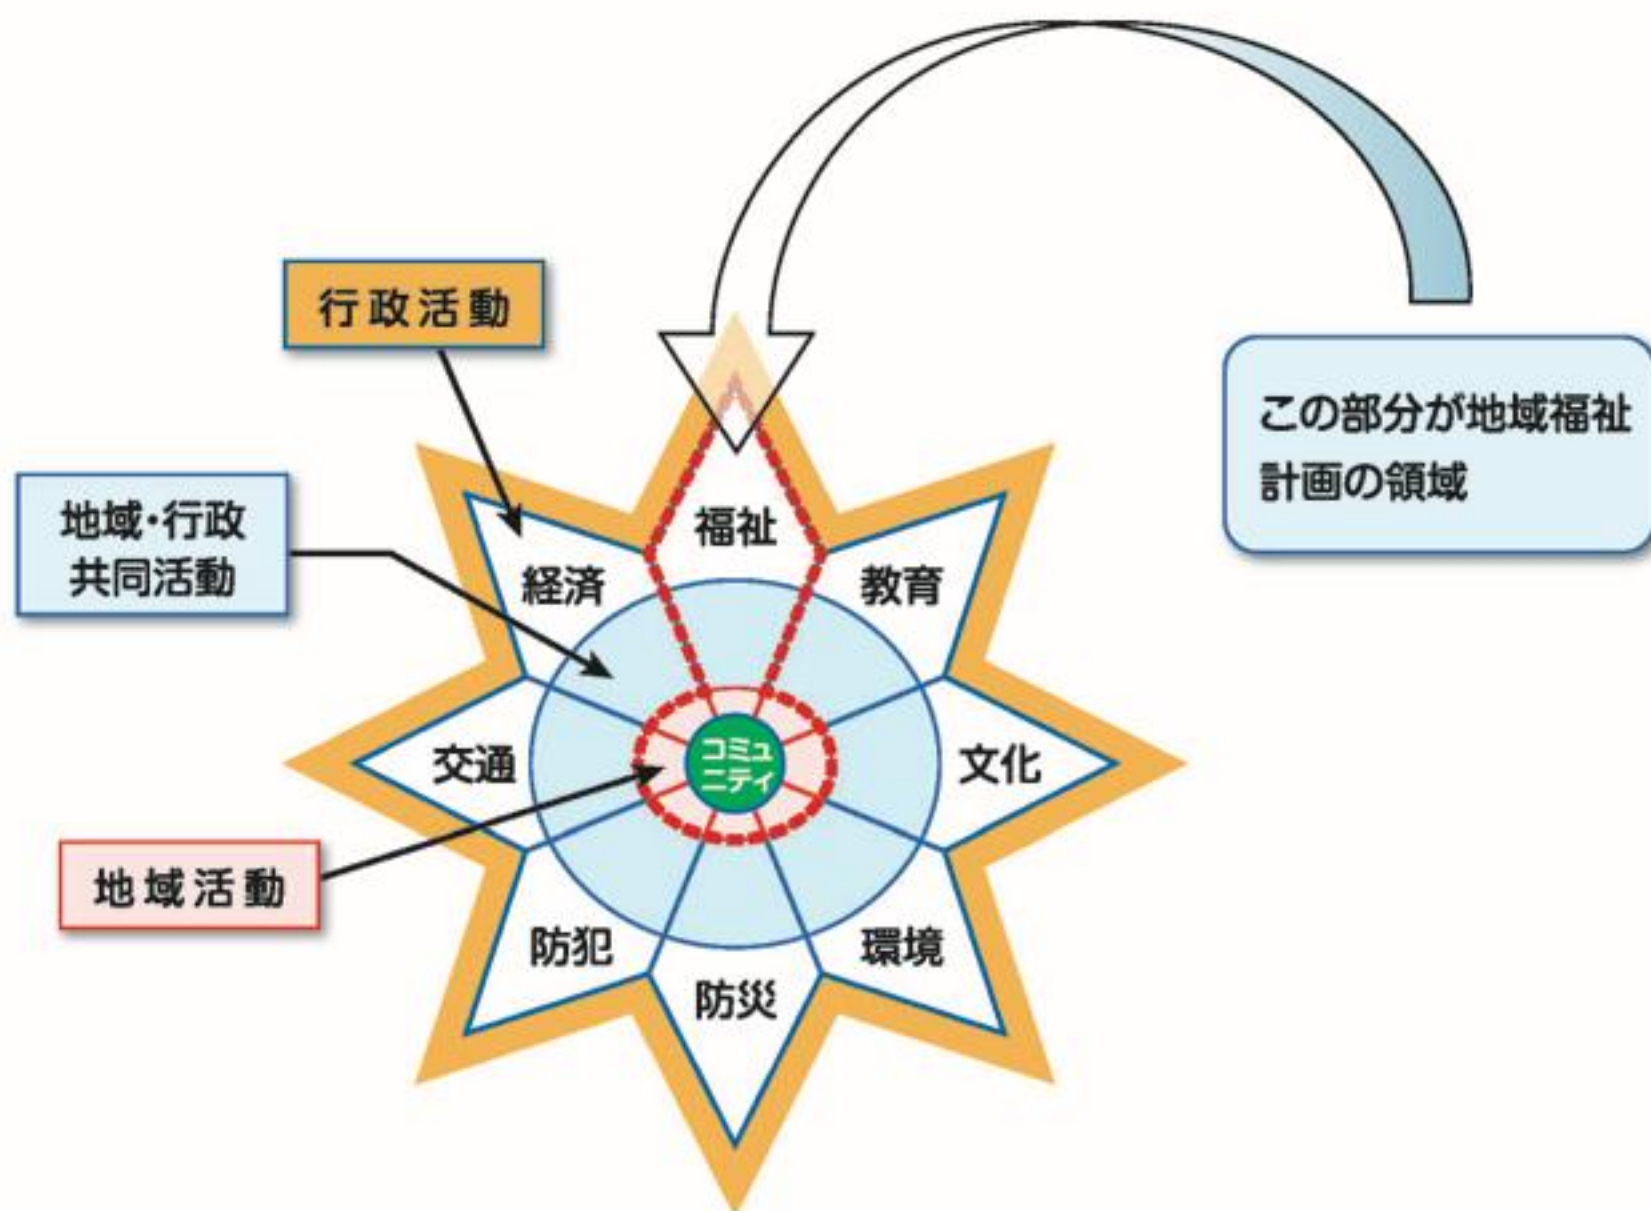 行政活動
この部分が地域福祉
計画の領域
地域・行政
共同活動
福祉
経済
教育
交通
コミュ
ニティ
文化
地域活動
防犯
環境
防災